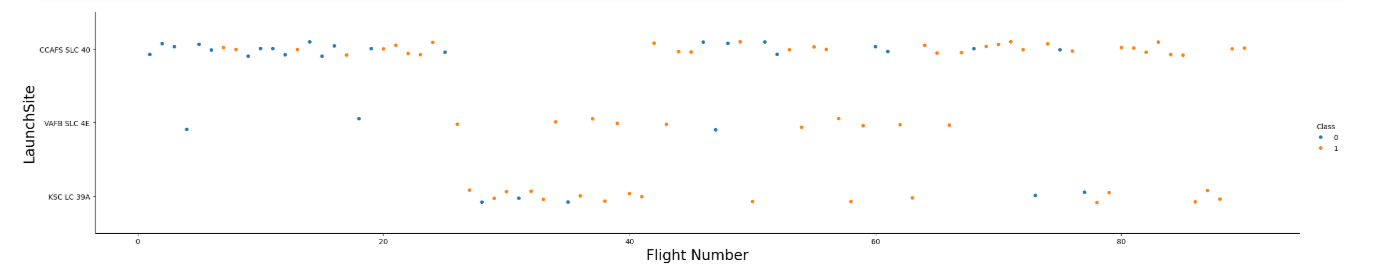 CCAFS SLC 40
VAFB SLC 4E
KSC LC 39A
LaunchSite
0 20 40 60 80
Flight Number
Class
0
1